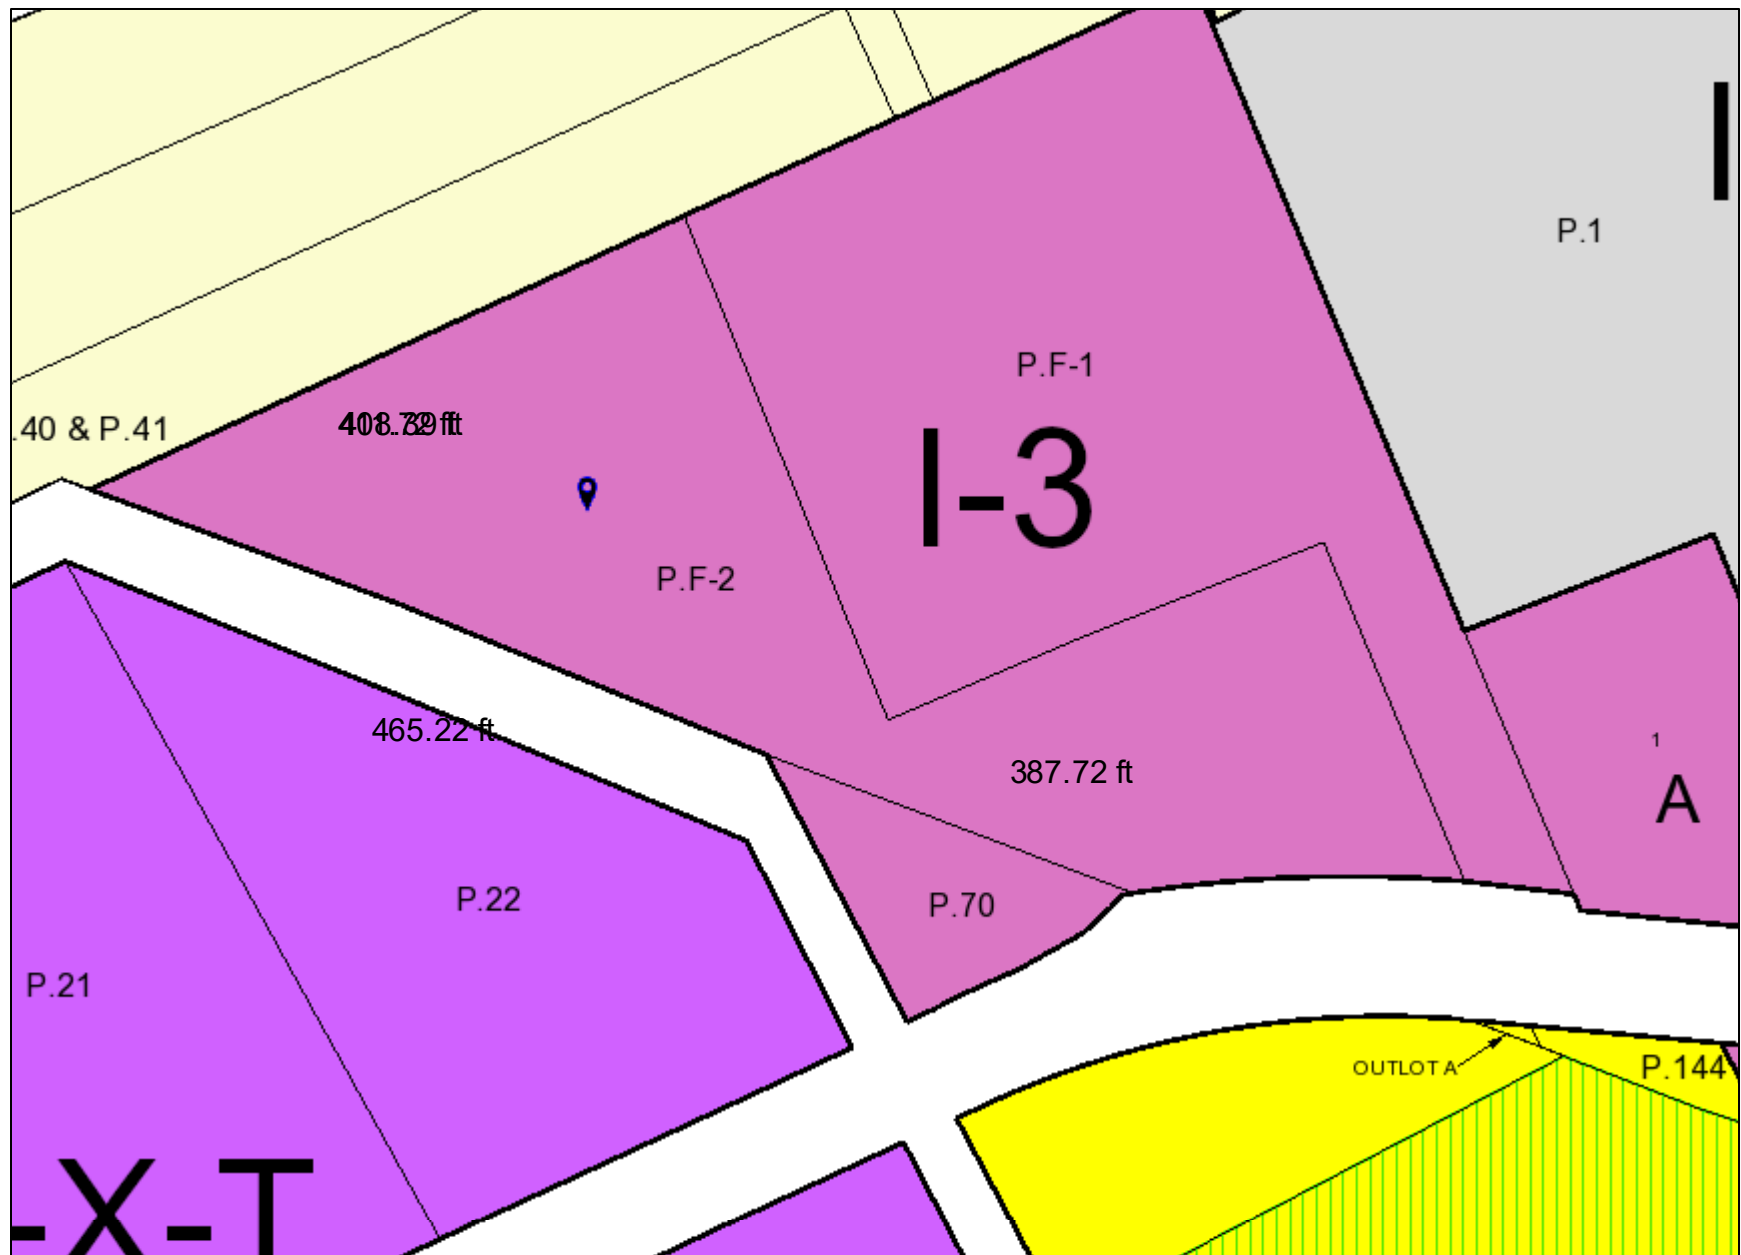 I
P.1
P.F-1
.40 & P.41
I-3
P.F-2
465.22 ft
1
387.72 ft
A
P.22
P.70
P.21
OUTLOT A
P.144
-X-T